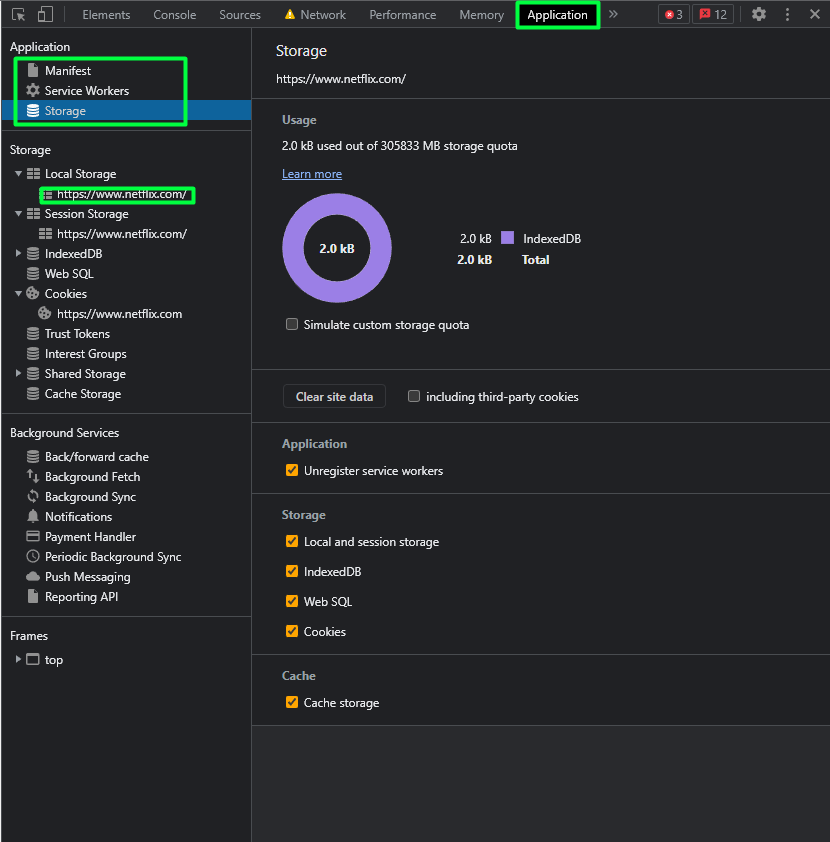 Elements Console Sources Network Performance Memory Application » 3 12
Application
Manifest
Service Workers
Storage
Storage
Local Storage
https://www.netflix.com/
Session Storage
https://www.netflix.com/
IndexedDB
Web SQL
Cookies
https://www.netflix.com
Trust Tokens
Interest Groups
Shared Storage
Cache Storage
Background Services
Back/forward cache
Background Fetch
Background Sync
Notifications
Payment Handler
Periodic Background Sync
Push Messaging
Reporting API
Frames
top
Storage
https://www.netflix.com/
Usage
2.0 kB used out of 305833 MB storage quota
Learn more
2.0 kB
2.0 kB IndexedDB
2.0 kB Total
Simulate custom storage quota
Clear site data including third-party cookies
Application
Unregister service workers
Storage
Local and session storage
IndexedDB
Web SQL
Cookies
Cache
Cache storage